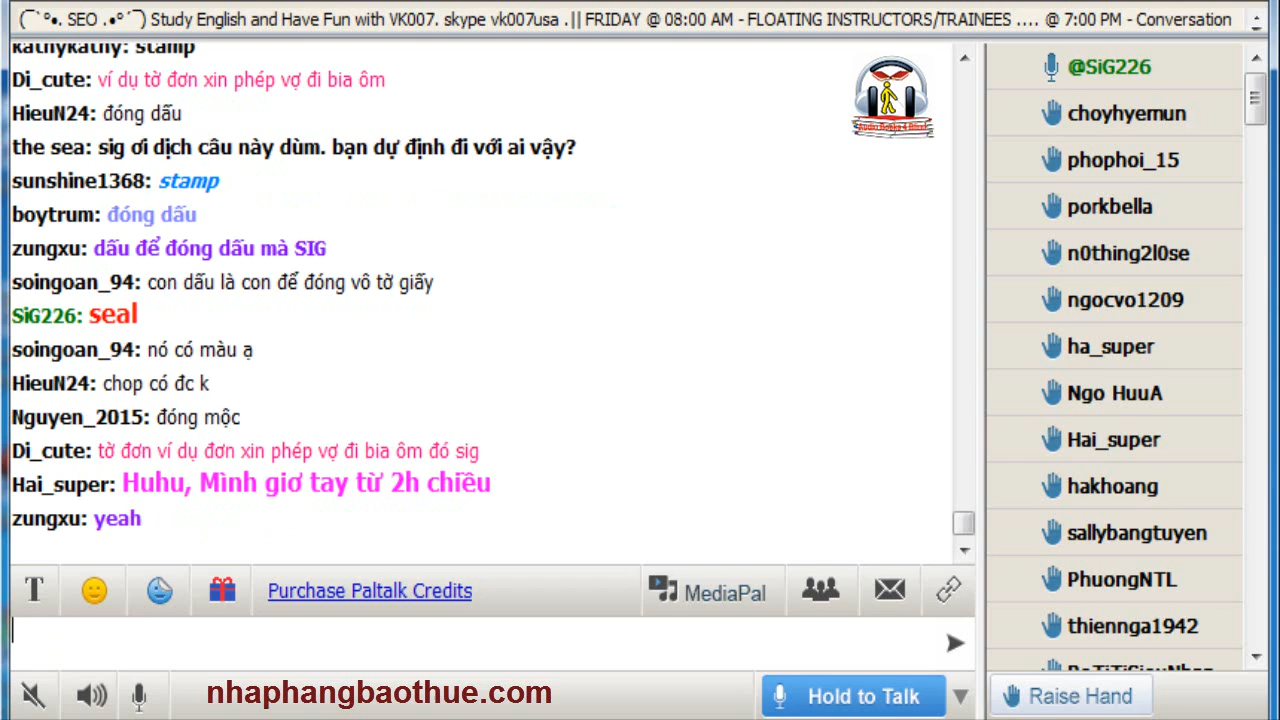 (¯`°•. SEO .•°´¯) Study English and Have Fun with VK007. skype vk007usa .|| FRIDAY @ 08:00 AM - FLOATING INSTRUCTORS/TRAINEES .... @ 7:00 PM - Conversation
kathykathy: stamp
Di_cute: ví dụ tờ đơn xin phép vợ đi bia ôm
HieuN24: đóng dấu
the sea: sig ơi dịch câu này dùm. bạn dự định đi với ai vậy?
sunshine1368: stamp
boytrum: đóng dấu
zungxu: dấu để đóng dấu mà SIG
soingoan_94: con dấu là con để đóng vô tờ giấy
SiG226: seal
soingoan_94: nó có màu ạ
HieuN24: chop có đc k
Nguyen_2015: đóng mộc
Di_cute: tờ đơn ví dụ đơn xin phép vợ đi bia ôm đó sig
Hai_super: Huhu, Mình giơ tay từ 2h chiều
zungxu: yeah
Audio Books 4 Blind
T
Purchase Paltalk Credits
MediaPal
nhaphangbaothue.com
Hold to Talk
@SiG226
choyhyemun
phophoi_15
porkbella
n0thing2l0se
ngocvo1209
ha_super
Ngo HuuA
Hai_super
hakhoang
sallybangtuyen
PhuongNTL
thiennga1942
Raise Hand